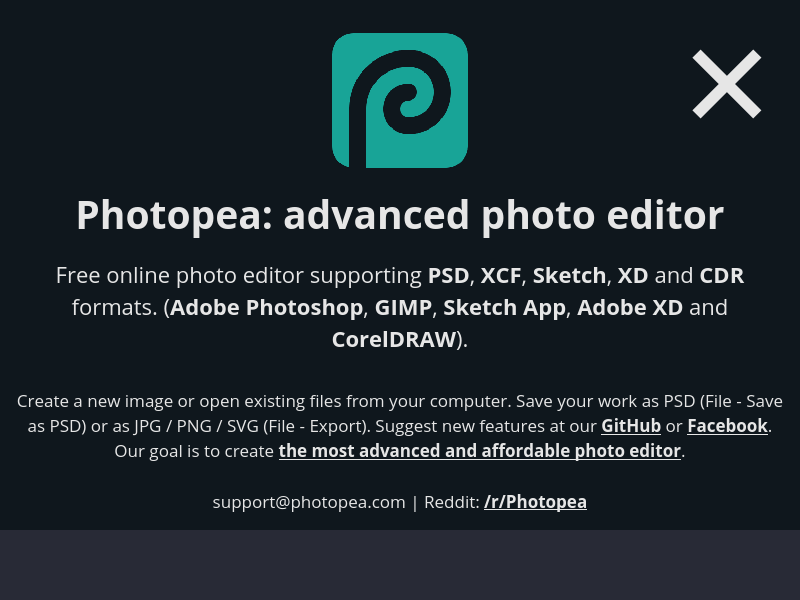 Photopea: advanced photo editor
Free online photo editor supporting PSD, XCF, Sketch, XD and CDR
formats. (Adobe Photoshop, GIMP, Sketch App, Adobe XD and
CorelDRAW).
Create a new image or open existing files from your computer. Save your work as PSD (File - Save
as PSD) or as JPG / PNG / SVG (File - Export). Suggest new features at our GitHub or Facebook.
Our goal is to create the most advanced and affordable photo editor.
support@photopea.com | Reddit: /r/Photopea